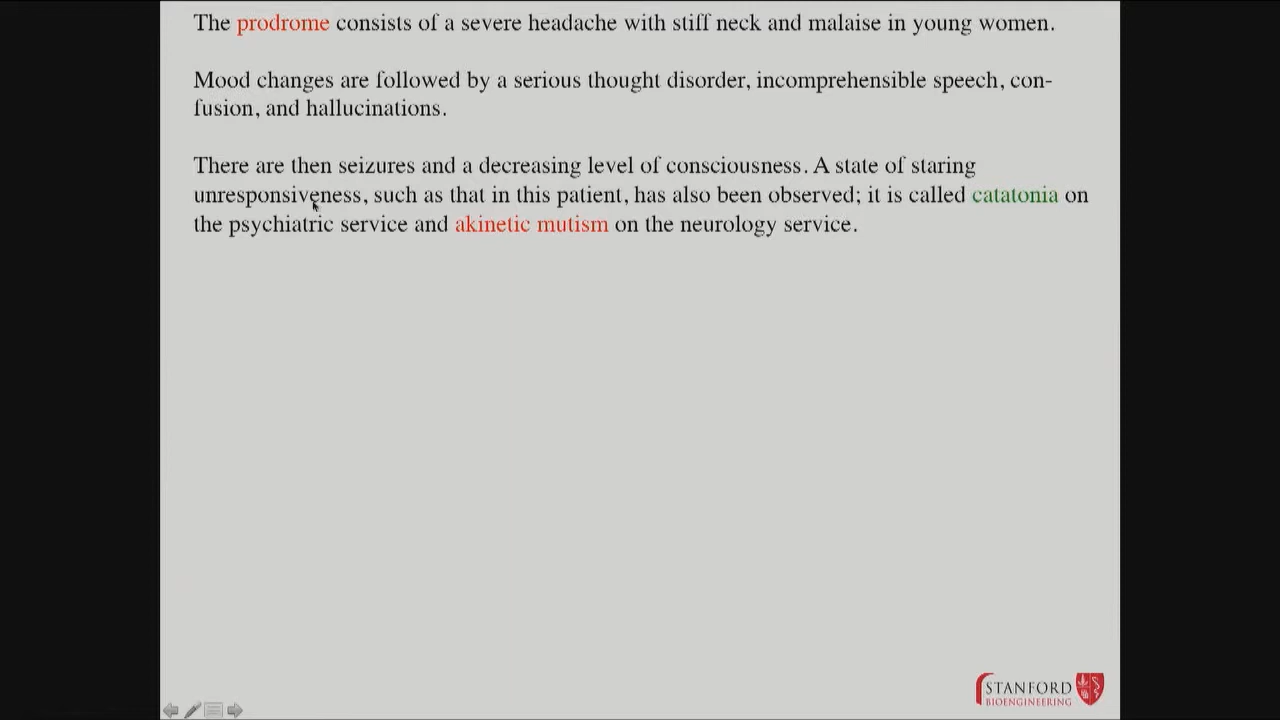 The prodrome consists of a severe headache with stiff neck and malaise in young women.
Mood changes are followed by a serious thought disorder, incomprehensible speech, con-
fusion, and hallucinations.
There are then seizures and a decreasing level of consciousness. A state of staring
unresponsiveness, such as that in this patient, has also been observed; it is called catatonia on
the psychiatric service and akinetic mutism on the neurology service.
STANFORD
BIOENGINEERING